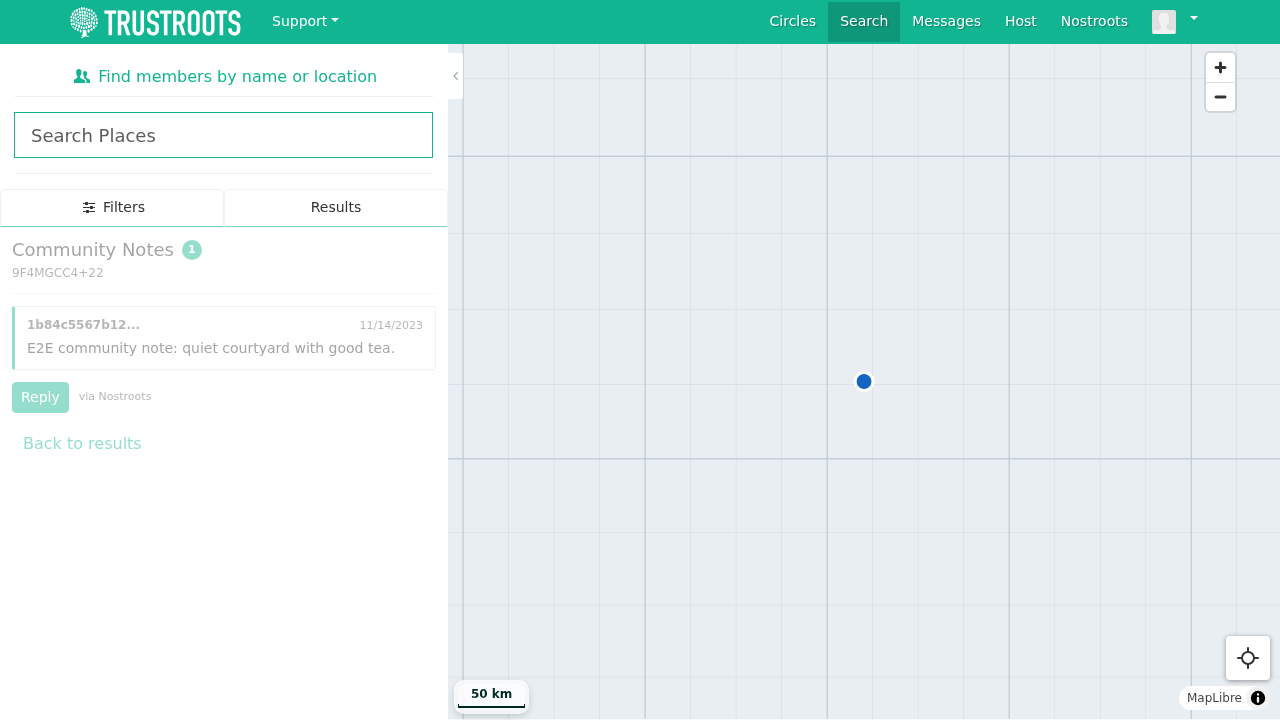 TRUSTROOTS
Support
Circles
Search
Messages
Host
Nostroots
Find members by name or location
Search Places
Filters
Results
Community Notes 1
9F4MGCC4+22
1b84c5567b12...
11/14/2023
E2E community note: quiet courtyard with good tea.
Reply
via Nostroots
Back to results
50 km
MapLibre